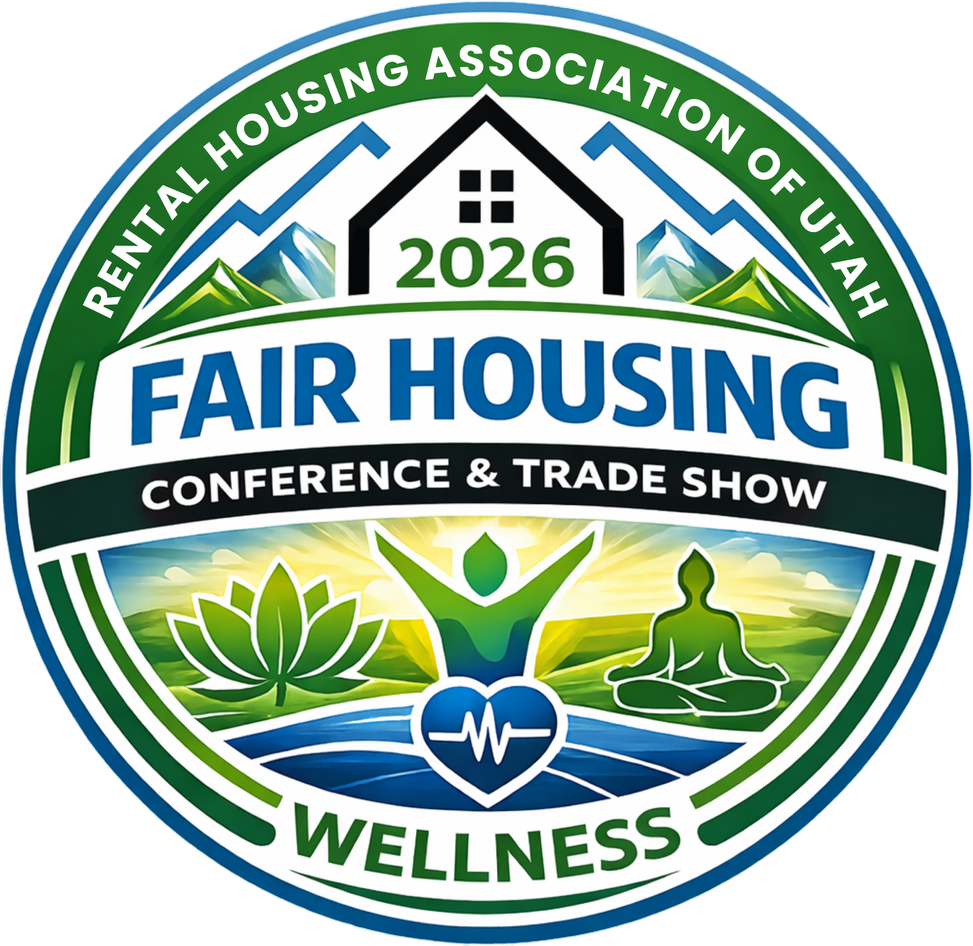 RENTAL HOUSING ASSOCIATION OF UTAH
2026
FAIR HOUSING
CONFERENCE & TRADE SHOW
WELLNESS